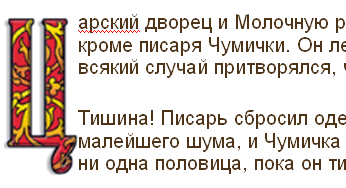 Царский дворец и Молочную р
кроме писаря Чумички. Он ле
всякий случай притворялся, ч
Тишина! Писарь сбросил оде
малейшего шума, и Чумичка
ни одна половица, пока он ти